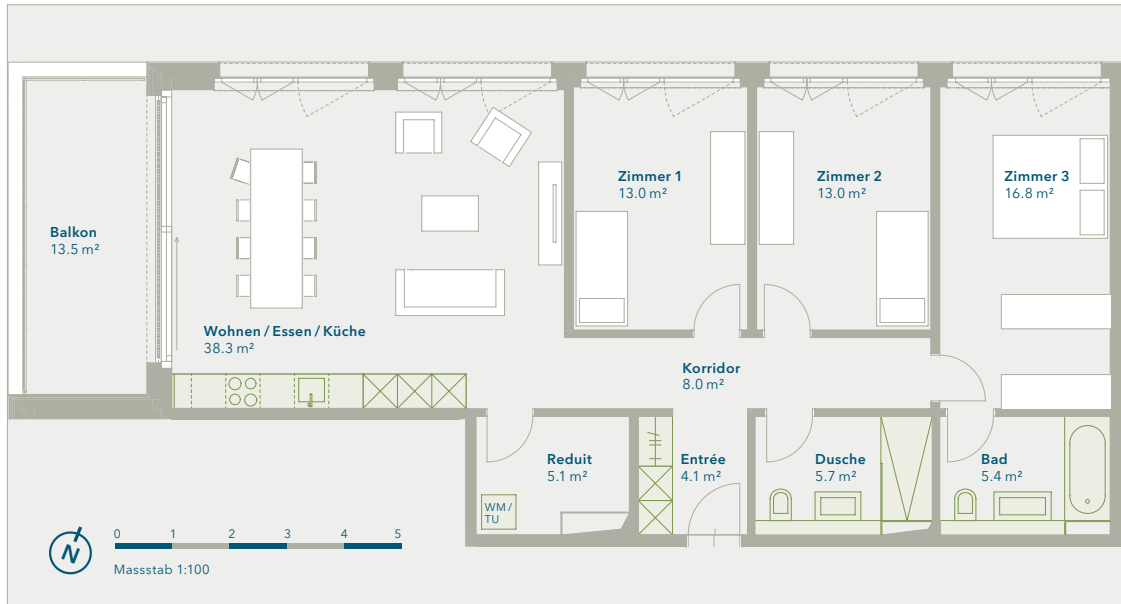 Zimmer 1
13.0 m²
Zimmer 2
13.0 m²
Zimmer 3
16.8 m²
Balkon
13.5 m²
Wohnen / Essen / Küche
38.3 m²
Korridor
8.0 m²
Reduit
5.1 m²
Entrée
4.1 m²
Dusche
5.7 m²
Bad
5.4 m²
WM /
TU
N
0 1 2 3 4 5
Massstab 1:100